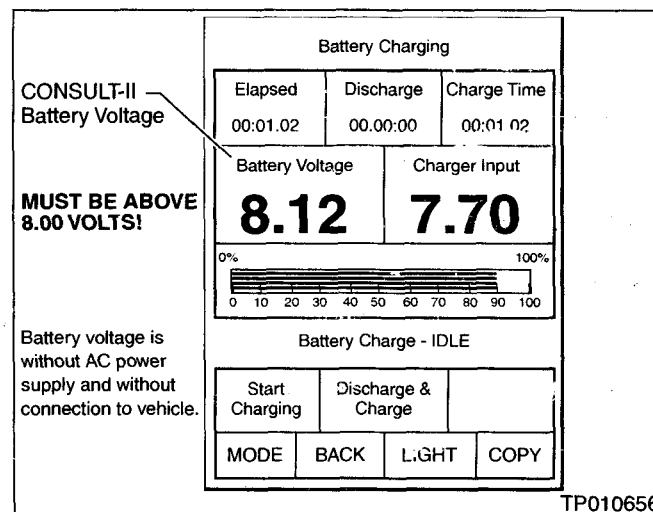 Battery Charging
CONSULT-II
Battery Voltage
MUST BE ABOVE
8.00 VOLTS!
Battery voltage is
without AC power
supply and without
connection to vehicle.
Elapsed Discharge Charge Time
00:01.02 00.00:00 00:01 02
Battery Voltage Charger Input
8.12 7.70
0% 100%
0 10 20 30 40 50 60 70 80 90 100
Battery Charge - IDLE
Start
Charging
Discharge &
Charge
MODE BACK LIGHT COPY
TP010656